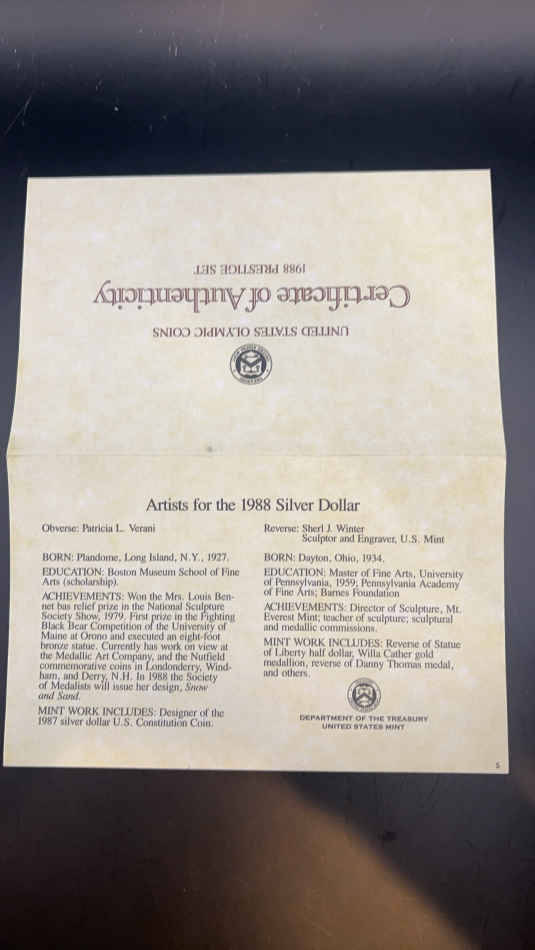 UNITED STATES OLYMPIC COINS
Certificate of Authenticity
1988 PRESTIGE SET
Artists for the 1988 Silver Dollar
Obverse: Patricia L. Verani
BORN: Plandome, Long Island, N.Y., 1927.
EDUCATION: Boston Museum School of Fine
Arts (scholarship).
ACHIEVEMENTS: Won the Mrs. Louis Ben-
net bas relief prize in the National Sculpture
Society Show, 1979. First prize in the Fighting
Black Bear Competition of the University of
Maine at Orono and executed an eight-foot
bronze statue. Currently has work on view at
the Medallic Art Company, and the Nutfield
commemorative coins in Londonderry, Wind-
ham, and Derry, N.H. In 1988 the Society
of Medalists will issue her design, Snow
and Sand.
MINT WORK INCLUDES: Designer of the
1987 silver dollar U.S. Constitution Coin.
Reverse: Sherl J. Winter
Sculptor and Engraver, U.S. Mint
BORN: Dayton, Ohio, 1934.
EDUCATION: Master of Fine Arts, University
of Pennsylvania, 1959; Pennsylvania Academy
of Fine Arts; Barnes Foundation
ACHIEVEMENTS: Director of Sculpture, Mt.
Everest Mint; teacher of sculpture; sculptural
and medallic commissions.
MINT WORK INCLUDES: Reverse of Statue
of Liberty half dollar, Willa Cather gold
medallion, reverse of Danny Thomas medal,
and others.
DEPARTMENT OF THE TREASURY
UNITED STATES MINT
5